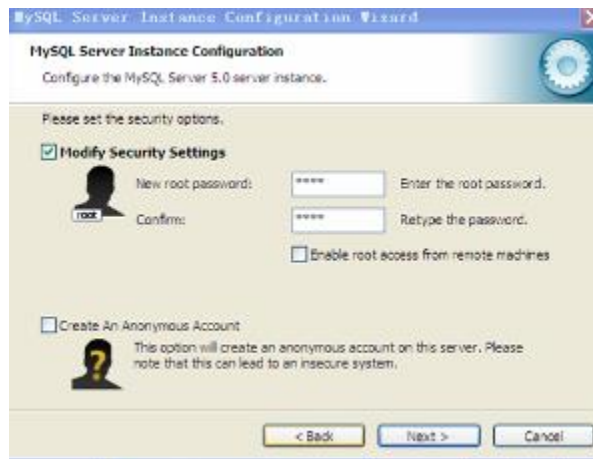 MySQL Server Instance Configuration Wizard
MySQL Server Instance Configuration
Configure the MySQL Server 5.0 server instance.
Please set the security options.
Modify Security Settings
New root password: **** Enter the root password.
root
Confirm: **** Retype the password.
Enable root access from remote machines
Create An Anonymous Account
This option will create an anonymous account on this server. Please
note that this can lead to an insecure system.
< Back Next > Cancel